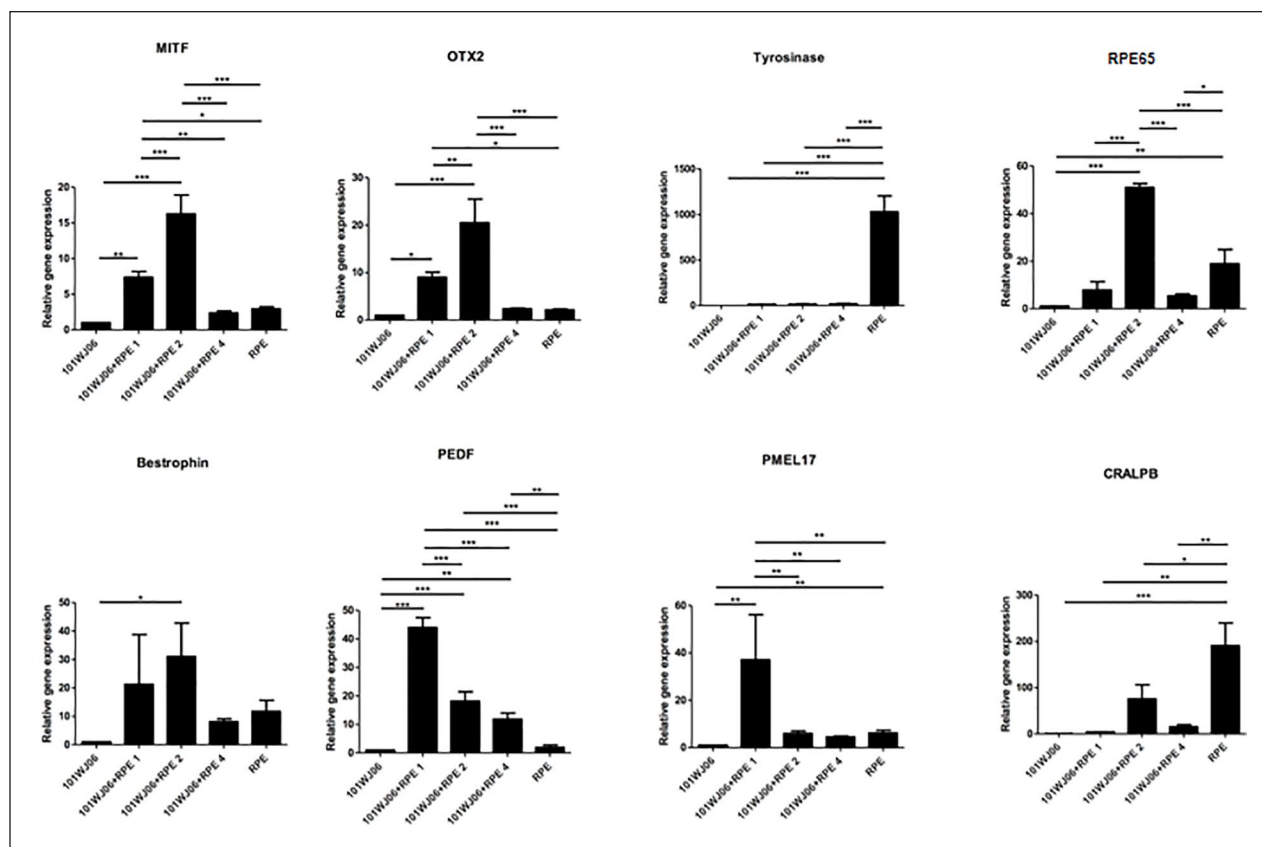 MITF
***
***
*
**
***
***
**
Relative gene expression
20
15
10
5
0
101WJ06
101WJ06+RPE 1
101WJ06+RPE 2
101WJ06+RPE 4
RPE
OTX2
***
***
*
**
***
*
Relative gene expression
30
20
10
0
101WJ06
101WJ06+RPE 1
101WJ06+RPE 2
101WJ06+RPE 4
RPE
Tyrosinase
***
***
***
***
Relative gene expression
1500
1000
500
0
101WJ06
101WJ06+RPE 1
101WJ06+RPE 2
101WJ06+RPE 4
RPE
RPE65
*
***
***
***
**
***
Relative gene expression
60
40
20
0
101WJ06
101WJ06+RPE 1
101WJ06+RPE 2
101WJ06+RPE 4
RPE
Bestrophin
*
Relative gene expression
50
40
30
20
10
0
101WJ06
101WJ06+RPE 1
101WJ06+RPE 2
101WJ06+RPE 4
RPE
PEDF
**
***
***
***
***
**
***
***
Relative gene expression
50
40
30
20
10
0
101WJ06
101WJ06+RPE 1
101WJ06+RPE 2
101WJ06+RPE 4
RPE
PMEL17
**
**
**
**
**
Relative gene expression
60
40
20
0
101WJ06
101WJ06+RPE 1
101WJ06+RPE 2
101WJ06+RPE 4
RPE
CRALPB
**
*
**
***
Relative gene expression
300
200
100
0
101WJ06
101WJ06+RPE 1
101WJ06+RPE 2
101WJ06+RPE 4
RPE